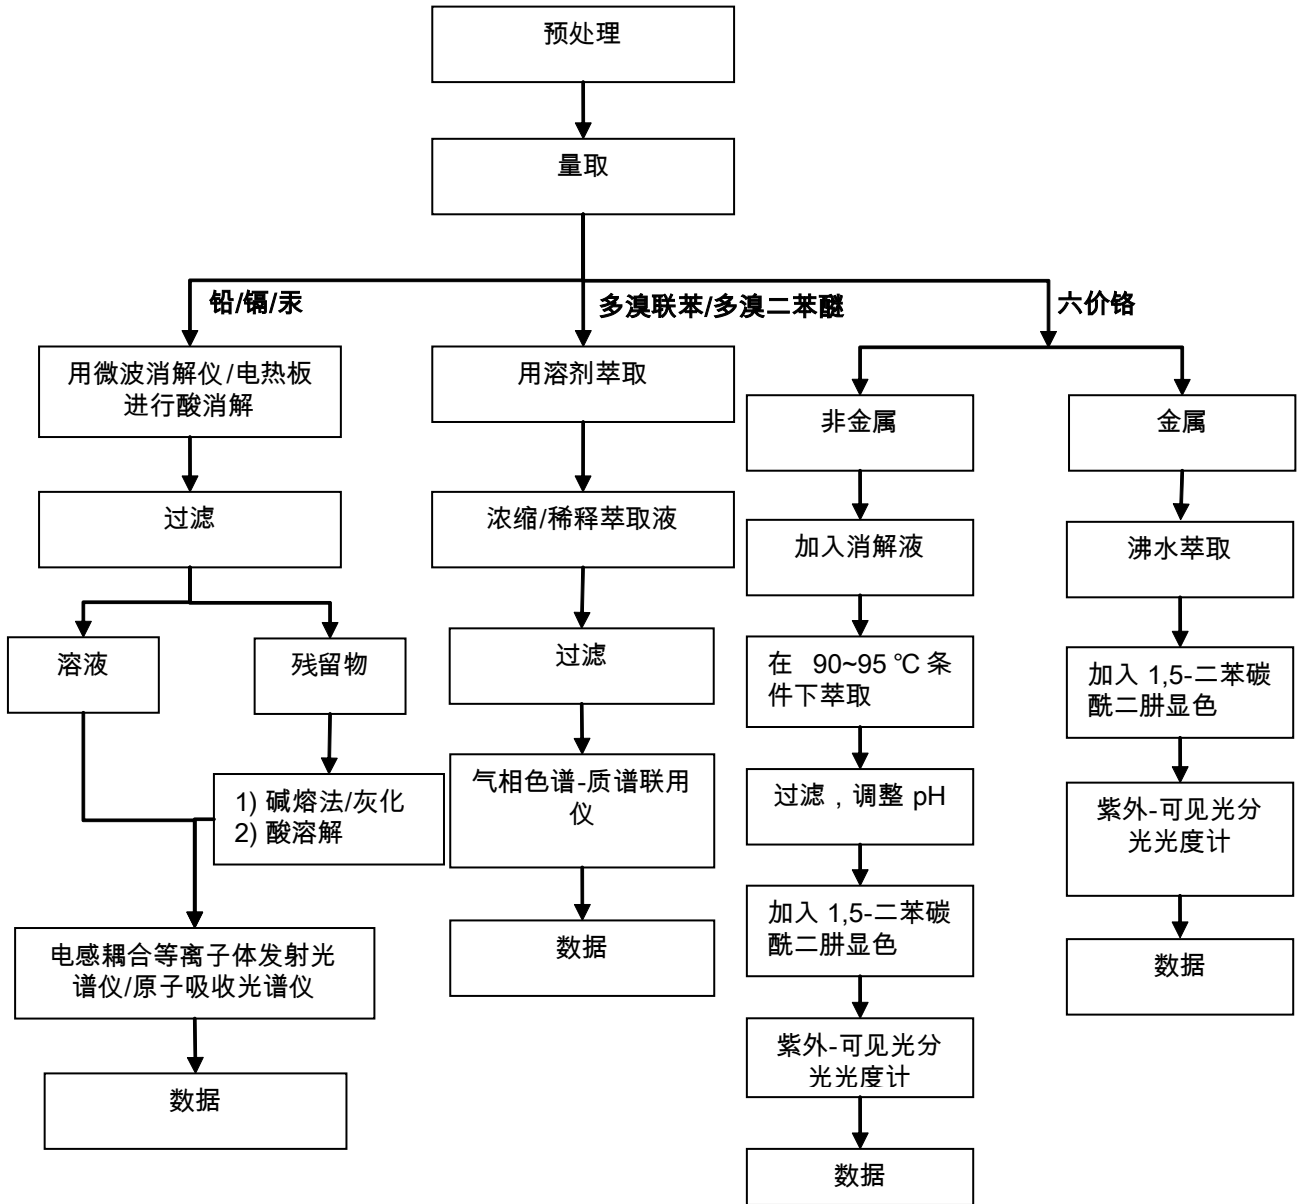 预处理
量取
铅/镉/汞
多溴联苯/多溴二苯醚
六价铬
用微波消解仪/电热板
进行酸消解
过滤
溶液
残留物
1) 碱熔法/灰化
2) 酸溶解
电感耦合等离子体发射光
谱仪/原子吸收光谱仪
数据
用溶剂萃取
浓缩/稀释萃取液
过滤
气相色谱-质谱联用
仪
数据
非金属
加入消解液
在 90~95 ℃ 条
件下萃取
过滤，调整 pH
加入 1,5-二苯碳
酰二肼显色
紫外-可见光分
光光度计
数据
金属
沸水萃取
加入 1,5-二苯碳
酰二肼显色
紫外-可见光分
光光度计
数据